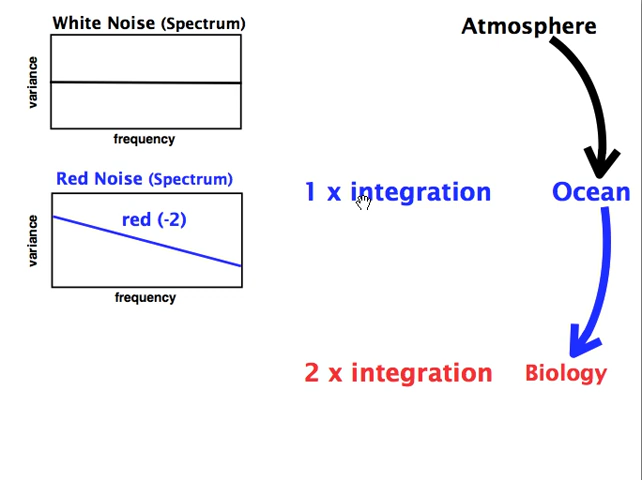 White Noise (Spectrum)
variance
frequency
Red Noise (Spectrum)
red (-2)
variance
frequency
Atmosphere
1 x integration
Ocean
2 x integration
Biology